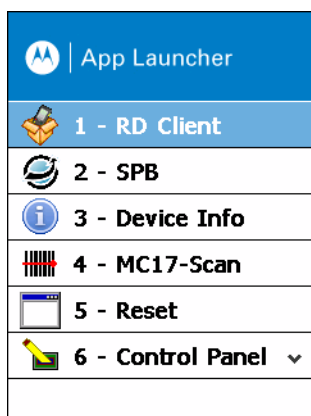 App Launcher
1 - RD Client
2 - SPB
3 - Device Info
4 - MC17-Scan
5 - Reset
6 - Control Panel